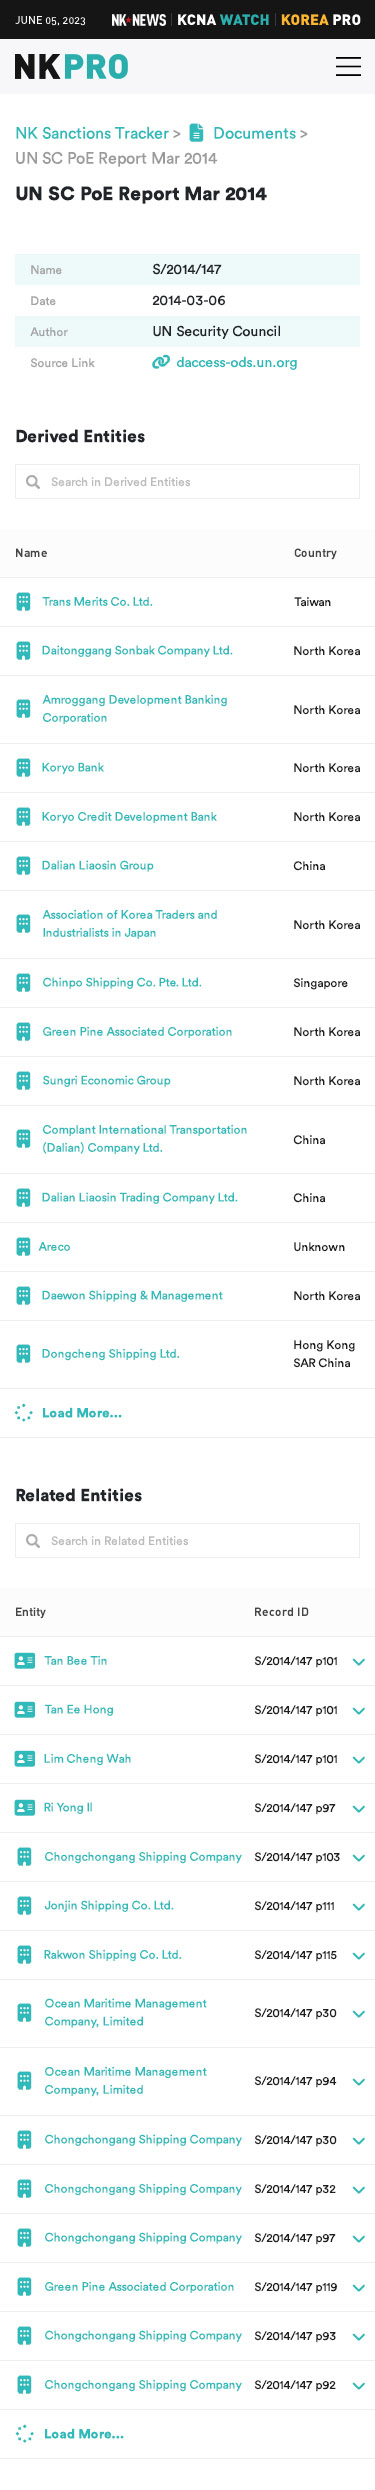 JUNE 05, 2023 NK NEWS KCNA WATCH KOREA PRO
NKPRO
NK Sanctions Tracker > Documents >
UN SC PoE Report Mar 2014
UN SC PoE Report Mar 2014
Name S/2014/147
Date 2014-03-06
Author UN Security Council
Source Link daccess-ods.un.org
Derived Entities
Search in Derived Entities
Name Country
Trans Merits Co. Ltd. Taiwan
Daitonggang Sonbak Company Ltd. North Korea
Amroggang Development Banking
Corporation North Korea
Koryo Bank North Korea
Koryo Credit Development Bank North Korea
Dalian Liaosin Group China
Association of Korea Traders and
Industrialists in Japan North Korea
Chinpo Shipping Co. Pte. Ltd. Singapore
Green Pine Associated Corporation North Korea
Sungri Economic Group North Korea
Complant International Transportation
(Dalian) Company Ltd. China
Dalian Liaosin Trading Company Ltd. China
Areco Unknown
Daewon Shipping & Management North Korea
Dongcheng Shipping Ltd. Hong Kong
SAR China
Load More...
Related Entities
Search in Related Entities
Entity Record ID
Tan Bee Tin S/2014/147 p101
Tan Ee Hong S/2014/147 p101
Lim Cheng Wah S/2014/147 p101
Ri Yong Il S/2014/147 p97
Chongchongang Shipping Company S/2014/147 p103
Jonjin Shipping Co. Ltd. S/2014/147 p111
Rakwon Shipping Co. Ltd. S/2014/147 p115
Ocean Maritime Management
Company, Limited S/2014/147 p30
Ocean Maritime Management
Company, Limited S/2014/147 p94
Chongchongang Shipping Company S/2014/147 p30
Chongchongang Shipping Company S/2014/147 p32
Chongchongang Shipping Company S/2014/147 p97
Green Pine Associated Corporation S/2014/147 p119
Chongchongang Shipping Company S/2014/147 p93
Chongchongang Shipping Company S/2014/147 p92
Load More...